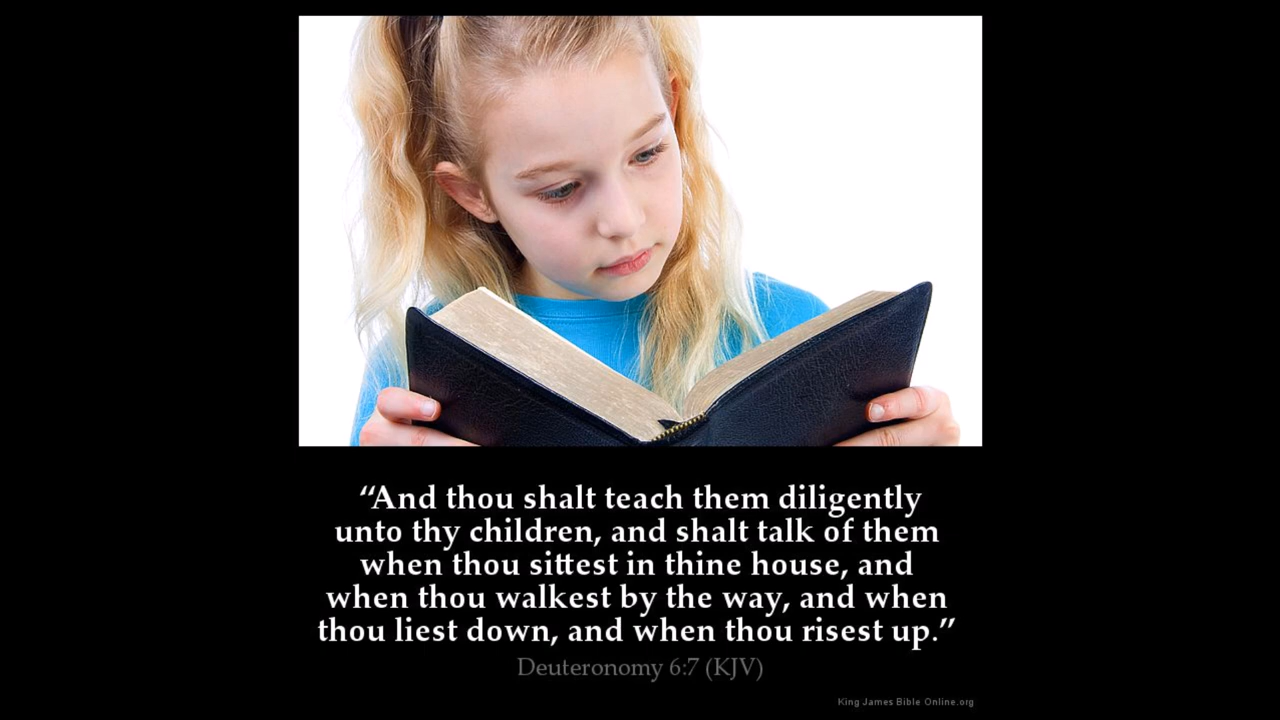 “And thou shalt teach them diligently
unto thy children, and shalt talk of them
when thou sittest in thine house, and
when thou walkest by the way, and when
thou liest down, and when thou risest up.”
Deuteronomy 6:7 (KJV)
King James Bible Online.org